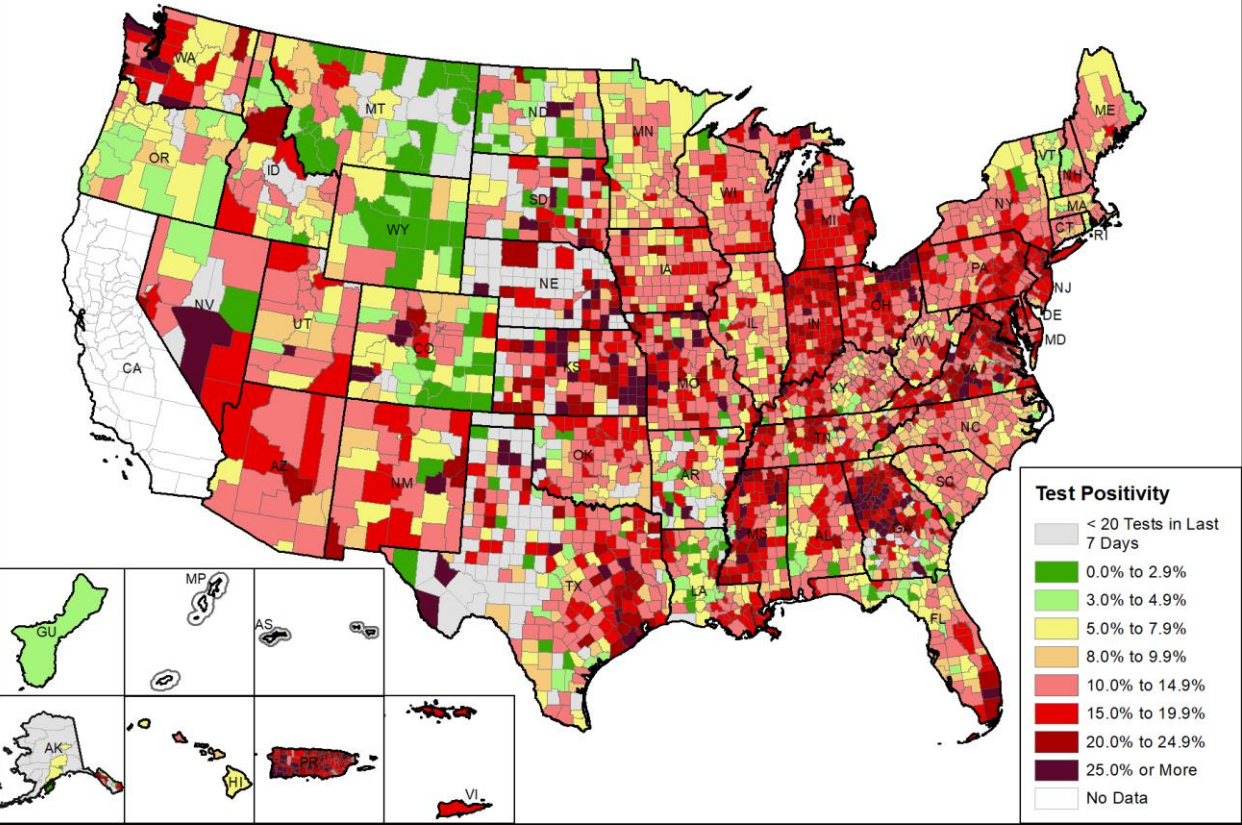 WA
MT
ND
MN
ME
OR
ID
SD
WI
VT
NH
NY
MA
CT
RI
WY
MI
IA
PA
NE
NJ
NV
UT
CO
IL
IN
OH
DE
MD
WV
VA
CA
KS
MO
KY
AZ
NM
OK
AR
TN
NC
SC
MS
AL
GA
TX
LA
FL
GU
MP
AS
AK
HI
PR
VI
Test Positivity
< 20 Tests in Last
7 Days
0.0% to 2.9%
3.0% to 4.9%
5.0% to 7.9%
8.0% to 9.9%
10.0% to 14.9%
15.0% to 19.9%
20.0% to 24.9%
25.0% or More
No Data